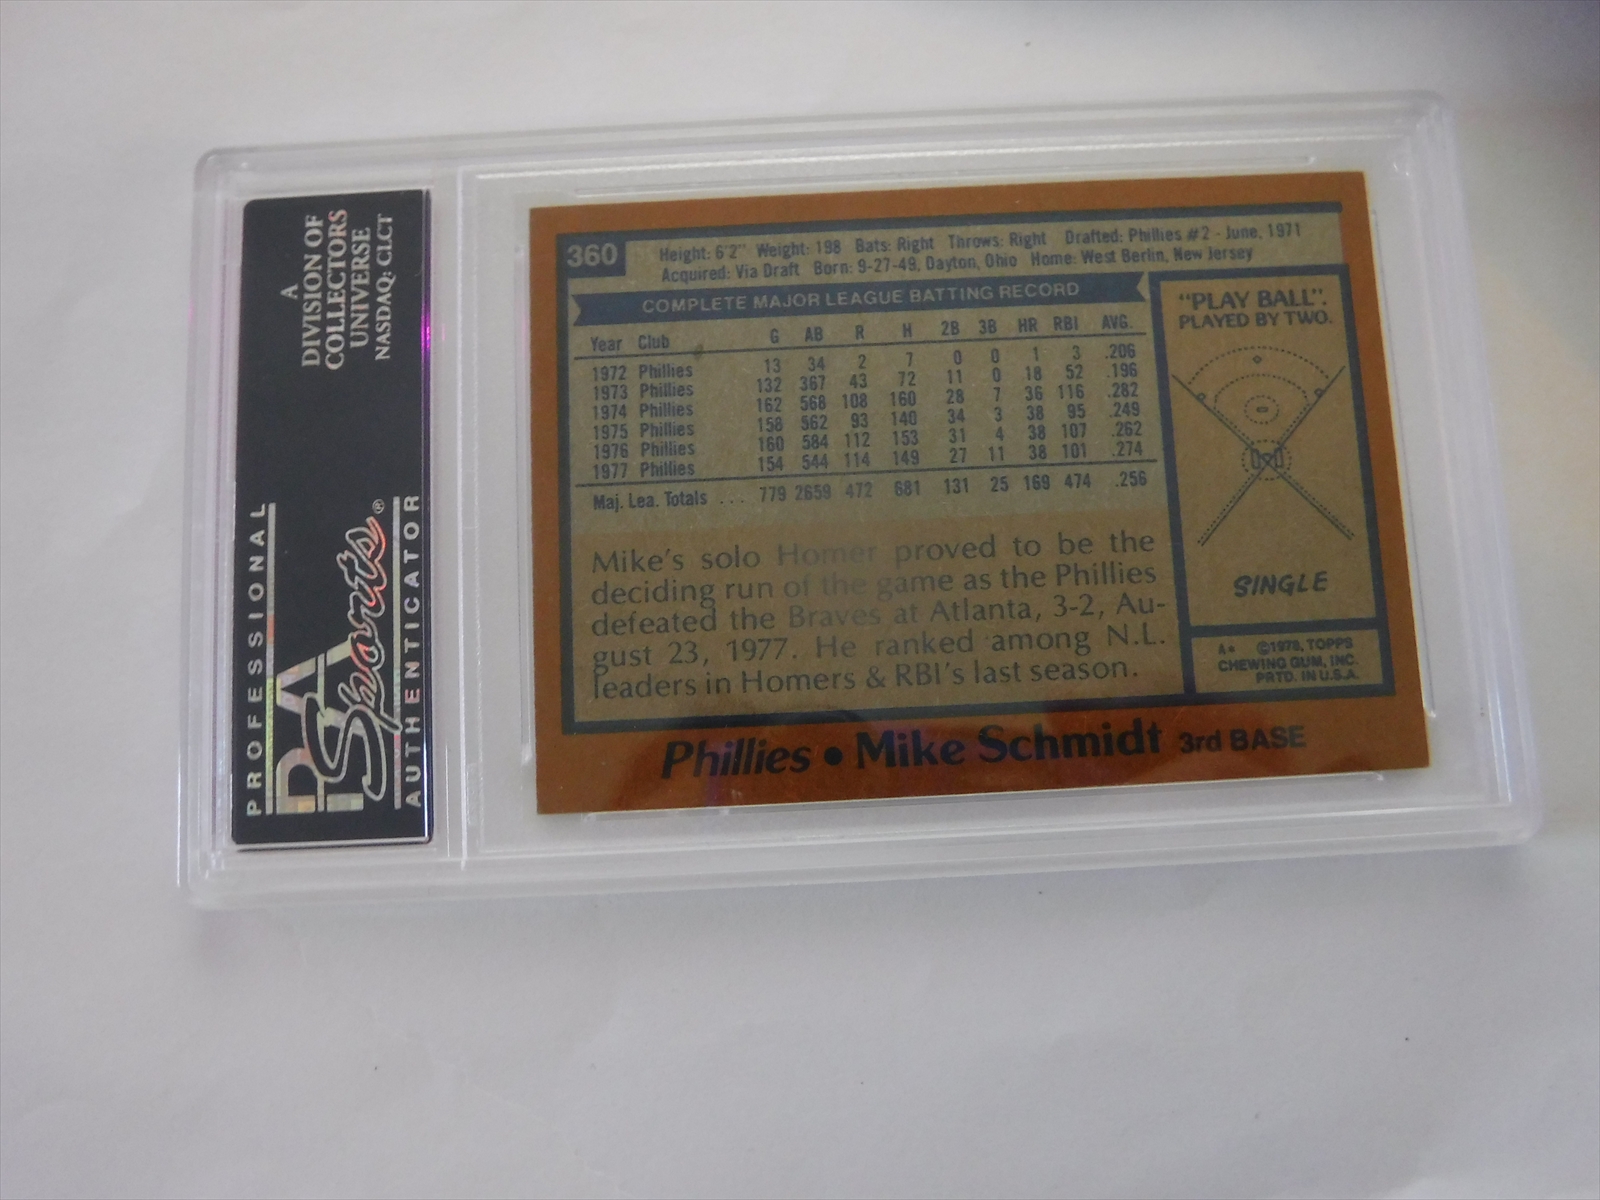 A
DIVISION OF
COLLECTORS
UNIVERSE
NASDAQ: CLCT
PROFESSIONAL
PSA
Sports®
AUTHENTICATOR
360
Height: 6'2" Weight: 198 Bats: Right Throws: Right Drafted: Phillies #2 - June, 1971
Acquired: Via Draft Born: 9-27-49, Dayton, Ohio Home: West Berlin, New Jersey
COMPLETE MAJOR LEAGUE BATTING RECORD
Year Club G AB R H 2B 3B HR RBI AVG.
1972 Phillies 13 34 2 7 0 0 1 3 .206
1973 Phillies 132 367 43 72 11 0 18 52 .196
1974 Phillies 162 568 108 160 28 7 36 116 .282
1975 Phillies 158 562 93 140 34 3 38 95 .249
1976 Phillies 160 584 112 153 31 4 38 107 .262
1977 Phillies 154 544 114 149 27 11 38 101 .274
Maj. Lea. Totals ... 779 2659 472 681 131 25 169 474 .256
Mike's solo Homer proved to be the
deciding run of the game as the Phillies
defeated the Braves at Atlanta, 3-2, Au-
gust 23, 1977. He ranked among N.L.
leaders in Homers & RBI's last season.
"PLAY BALL".
PLAYED BY TWO.
SINGLE
A* ©1978, TOPPS
CHEWING GUM, INC.
PRTD. IN U.S.A.
Phillies • Mike Schmidt 3rd BASE